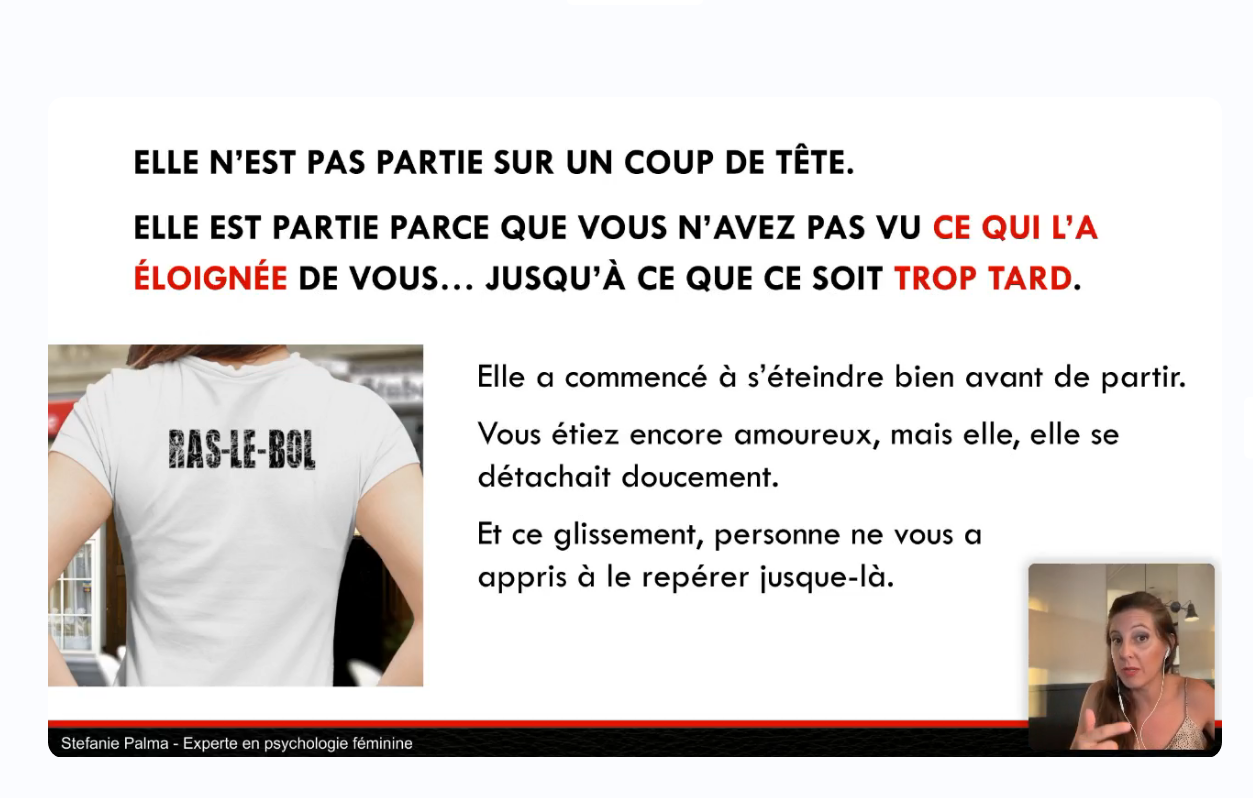 ELLE N’EST PAS PARTIE SUR UN COUP DE TÊTE.
ELLE EST PARTIE PARCE QUE VOUS N’AVEZ PAS VU CE QUI L’A
ÉLOIGNÉE DE VOUS… JUSQU’À CE QUE CE SOIT TROP TARD.
RAS-LE-BOL
Elle a commencé à s’éteindre bien avant de partir.
Vous étiez encore amoureux, mais elle, elle se
détachait doucement.
Et ce glissement, personne ne vous a
appris à le repérer jusque-là.
Stefanie Palma - Experte en psychologie féminine